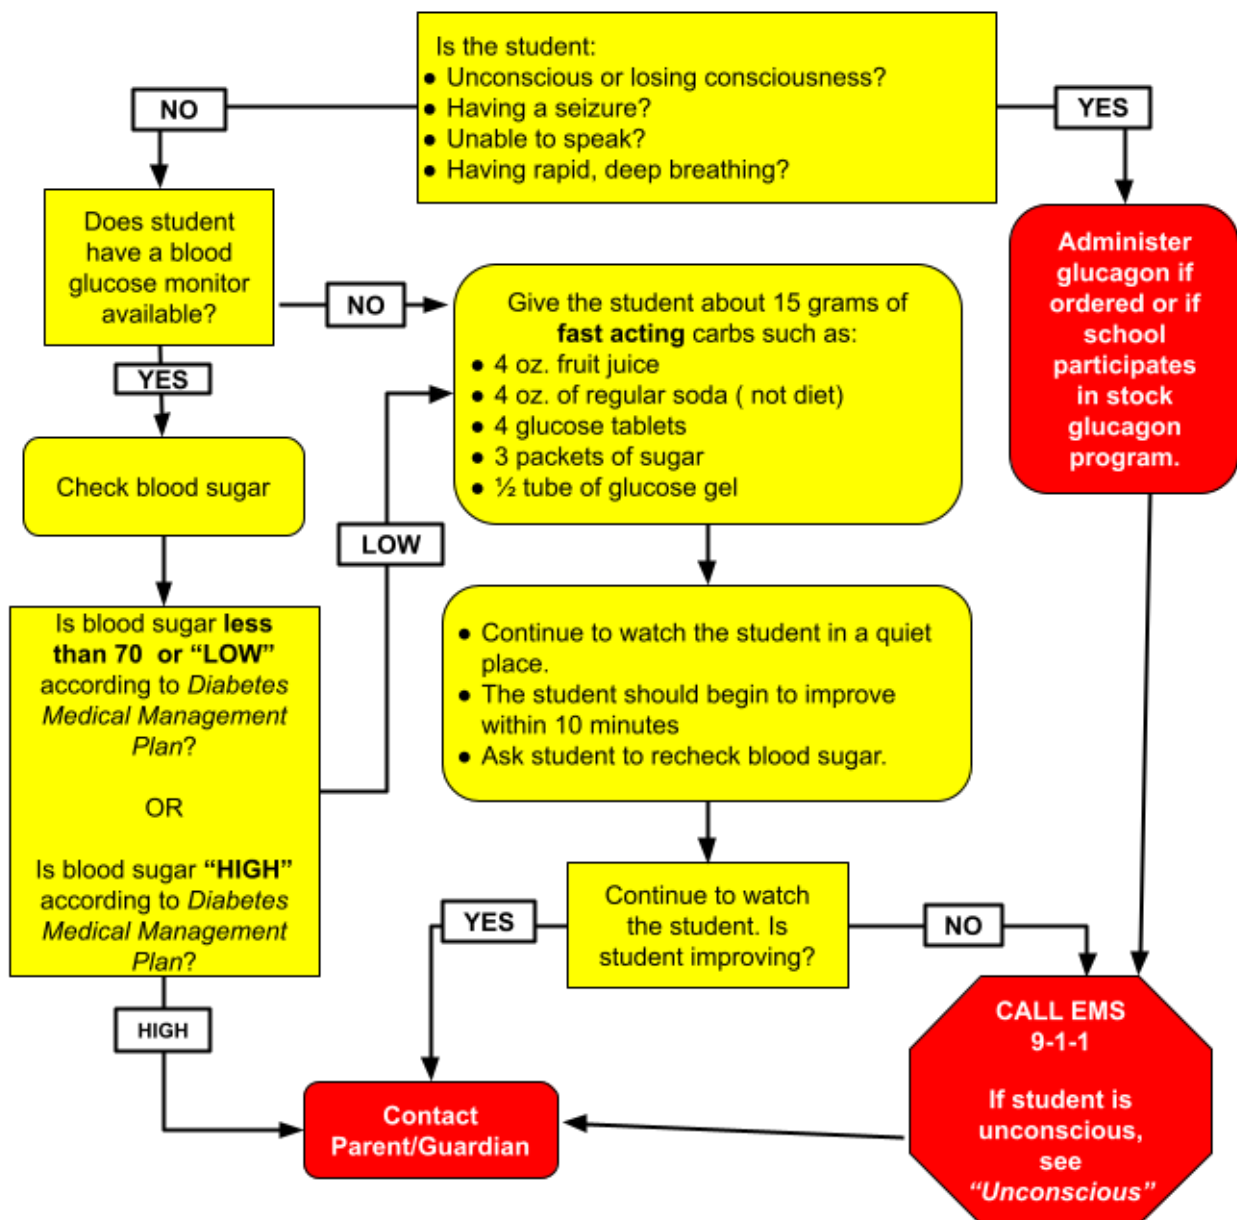 Is the student:
● Unconscious or losing consciousness?
● Having a seizure?
● Unable to speak?
● Having rapid, deep breathing?
NO
YES
Does student
have a blood
glucose monitor
available?
NO
YES
Administer
glucagon if
ordered or if
school
participates
in stock
glucagon
program.
Give the student about 15 grams of
fast acting carbs such as:
● 4 oz. fruit juice
● 4 oz. of regular soda ( not diet)
● 4 glucose tablets
● 3 packets of sugar
● ½ tube of glucose gel
Check blood sugar
LOW
Is blood sugar less
than 70 or “LOW”
according to Diabetes
Medical Management
Plan?
OR
Is blood sugar “HIGH”
according to Diabetes
Medical Management
Plan?
● Continue to watch the student in a quiet
place.
● The student should begin to improve
within 10 minutes
● Ask student to recheck blood sugar.
Continue to watch
the student. Is
student improving?
YES
NO
HIGH
Contact
Parent/Guardian
CALL EMS
9-1-1
If student is
unconscious,
see
“Unconscious”